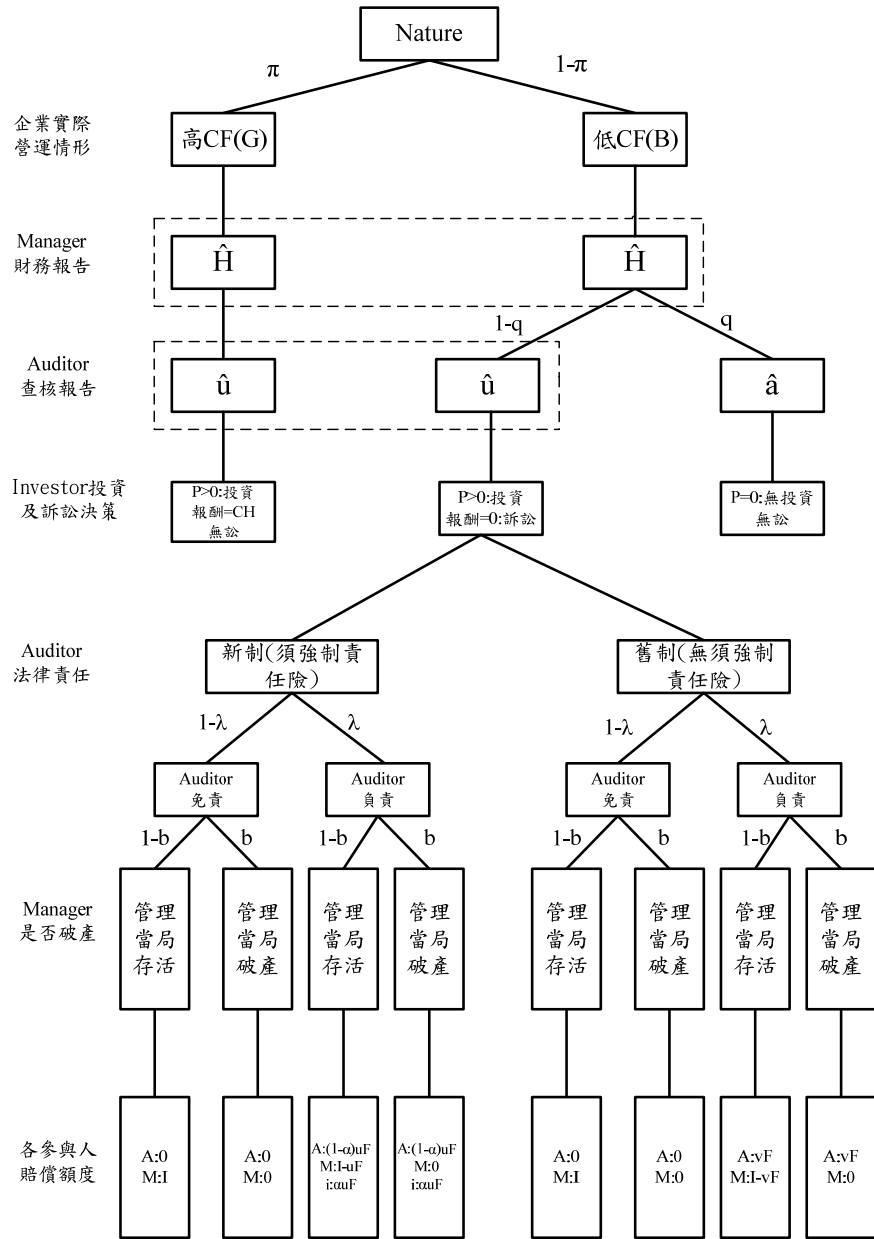 Nature
π
1-π
企業實際
營運情形
高CF(G)
低CF(B)
Manager
財務報告
Ĥ
Ĥ
1-q
q
Auditor
查核報告
û
û
â
Investor投資
及訴訟決策
P>0:投資
報酬=CH
無訟
P>0:投資
報酬=0:訴訟
P=0:無投資
無訟
Auditor
法律責任
新制(須強制責
任險)
舊制(無須強制
責任險)
1-λ
λ
1-λ
λ
Auditor
免責
Auditor
負責
Auditor
免責
Auditor
負責
1-b
b
1-b
b
1-b
b
1-b
b
Manager
是否破產
管理
當局
存活
管理
當局
破產
管理
當局
存活
管理
當局
破產
管理
當局
存活
管理
當局
破產
管理
當局
存活
管理
當局
破產
各參與人
賠償額度
A:0
M:I
A:0
M:0
A:(1-α)uF
M:I-uF
i:αuF
A:(1-α)uF
M:0
i:αuF
A:0
M:I
A:0
M:0
A:vF
M:I-vF
A:vF
M:0